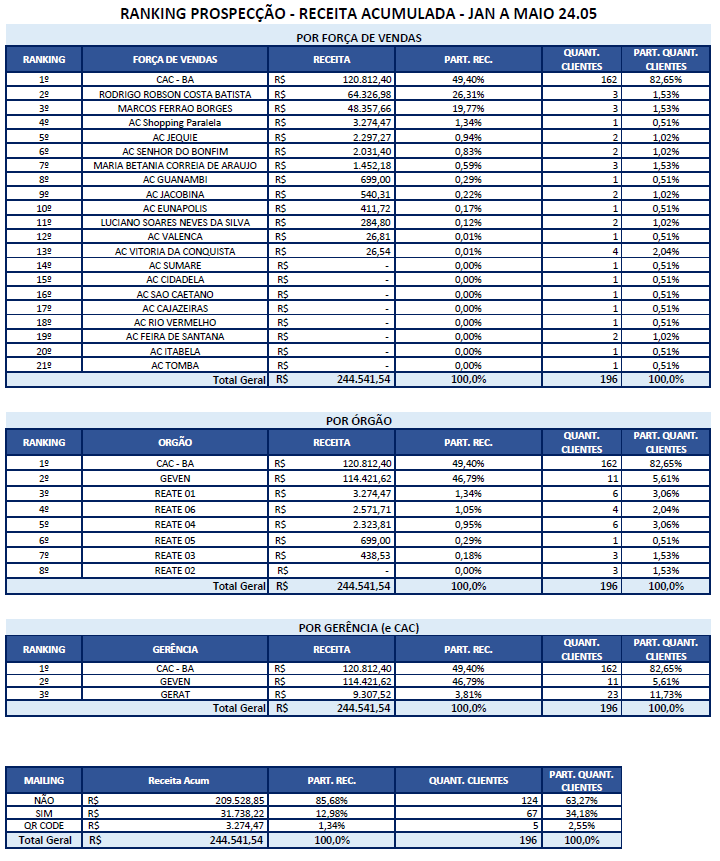 RANKING PROSPECÇÃO - RECEITA ACUMULADA - JAN A MAIO 24.05
POR FORÇA DE VENDAS
RANKING FORÇA DE VENDAS RECEITA PART. REC. QUANT. CLIENTES PART. QUANT. CLIENTES
1º CAC - BA R$ 120.812,40 49,40% 162 82,65%
2º RODRIGO ROBSON COSTA BATISTA R$ 64.326,98 26,31% 3 1,53%
3º MARCOS FERRAO BORGES R$ 48.357,66 19,77% 3 1,53%
4º AC Shopping Paralela R$ 3.274,47 1,34% 1 0,51%
5º AC JEQUIE R$ 2.297,27 0,94% 2 1,02%
6º AC SENHOR DO BONFIM R$ 2.031,40 0,83% 2 1,02%
7º MARIA BETANIA CORREIA DE ARAUJO R$ 1.452,18 0,59% 3 1,53%
8º AC GUANAMBI R$ 699,00 0,29% 1 0,51%
9º AC JACOBINA R$ 540,31 0,22% 2 1,02%
10º AC EUNAPOLIS R$ 411,72 0,17% 1 0,51%
11º LUCIANO SOARES NEVES DA SILVA R$ 284,80 0,12% 2 1,02%
12º AC VALENCA R$ 26,81 0,01% 1 0,51%
13º AC VITORIA DA CONQUISTA R$ 26,54 0,01% 4 2,04%
14º AC SUMARE R$ - 0,00% 1 0,51%
15º AC CIDADELA R$ - 0,00% 1 0,51%
16º AC SAO CAETANO R$ - 0,00% 1 0,51%
17º AC CAJAZEIRAS R$ - 0,00% 1 0,51%
18º AC RIO VERMELHO R$ - 0,00% 1 0,51%
19º AC FEIRA DE SANTANA R$ - 0,00% 2 1,02%
20º AC ITABELA R$ - 0,00% 1 0,51%
21º AC TOMBA R$ - 0,00% 1 0,51%
Total Geral R$ 244.541,54 100,0% 196 100,0%
POR ÓRGÃO
RANKING ORGÃO RECEITA PART. REC. QUANT. CLIENTES PART. QUANT. CLIENTES
1º CAC - BA R$ 120.812,40 49,40% 162 82,65%
2º GEVEN R$ 114.421,62 46,79% 11 5,61%
3º REATE 01 R$ 3.274,47 1,34% 6 3,06%
4º REATE 06 R$ 2.571,71 1,05% 4 2,04%
5º REATE 04 R$ 2.323,81 0,95% 6 3,06%
6º REATE 05 R$ 699,00 0,29% 1 0,51%
7º REATE 03 R$ 438,53 0,18% 3 1,53%
8º REATE 02 R$ - 0,00% 3 1,53%
Total Geral R$ 244.541,54 100,0% 196 100,0%
POR GERÊNCIA (e CAC)
RANKING GERÊNCIA RECEITA PART. REC. QUANT. CLIENTES PART. QUANT. CLIENTES
1º CAC - BA R$ 120.812,40 49,40% 162 82,65%
2º GEVEN R$ 114.421,62 46,79% 11 5,61%
3º GERAT R$ 9.307,52 3,81% 23 11,73%
Total Geral R$ 244.541,54 100,0% 196 100,0%
MAILING Receita Acum PART. REC. QUANT. CLIENTES PART. QUANT. CLIENTES
NÃO R$ 209.528,85 85,68% 124 63,27%
SIM R$ 31.738,22 12,98% 67 34,18%
QR CODE R$ 3.274,47 1,34% 5 2,55%
Total Geral R$ 244.541,54 100,0% 196 100,0%